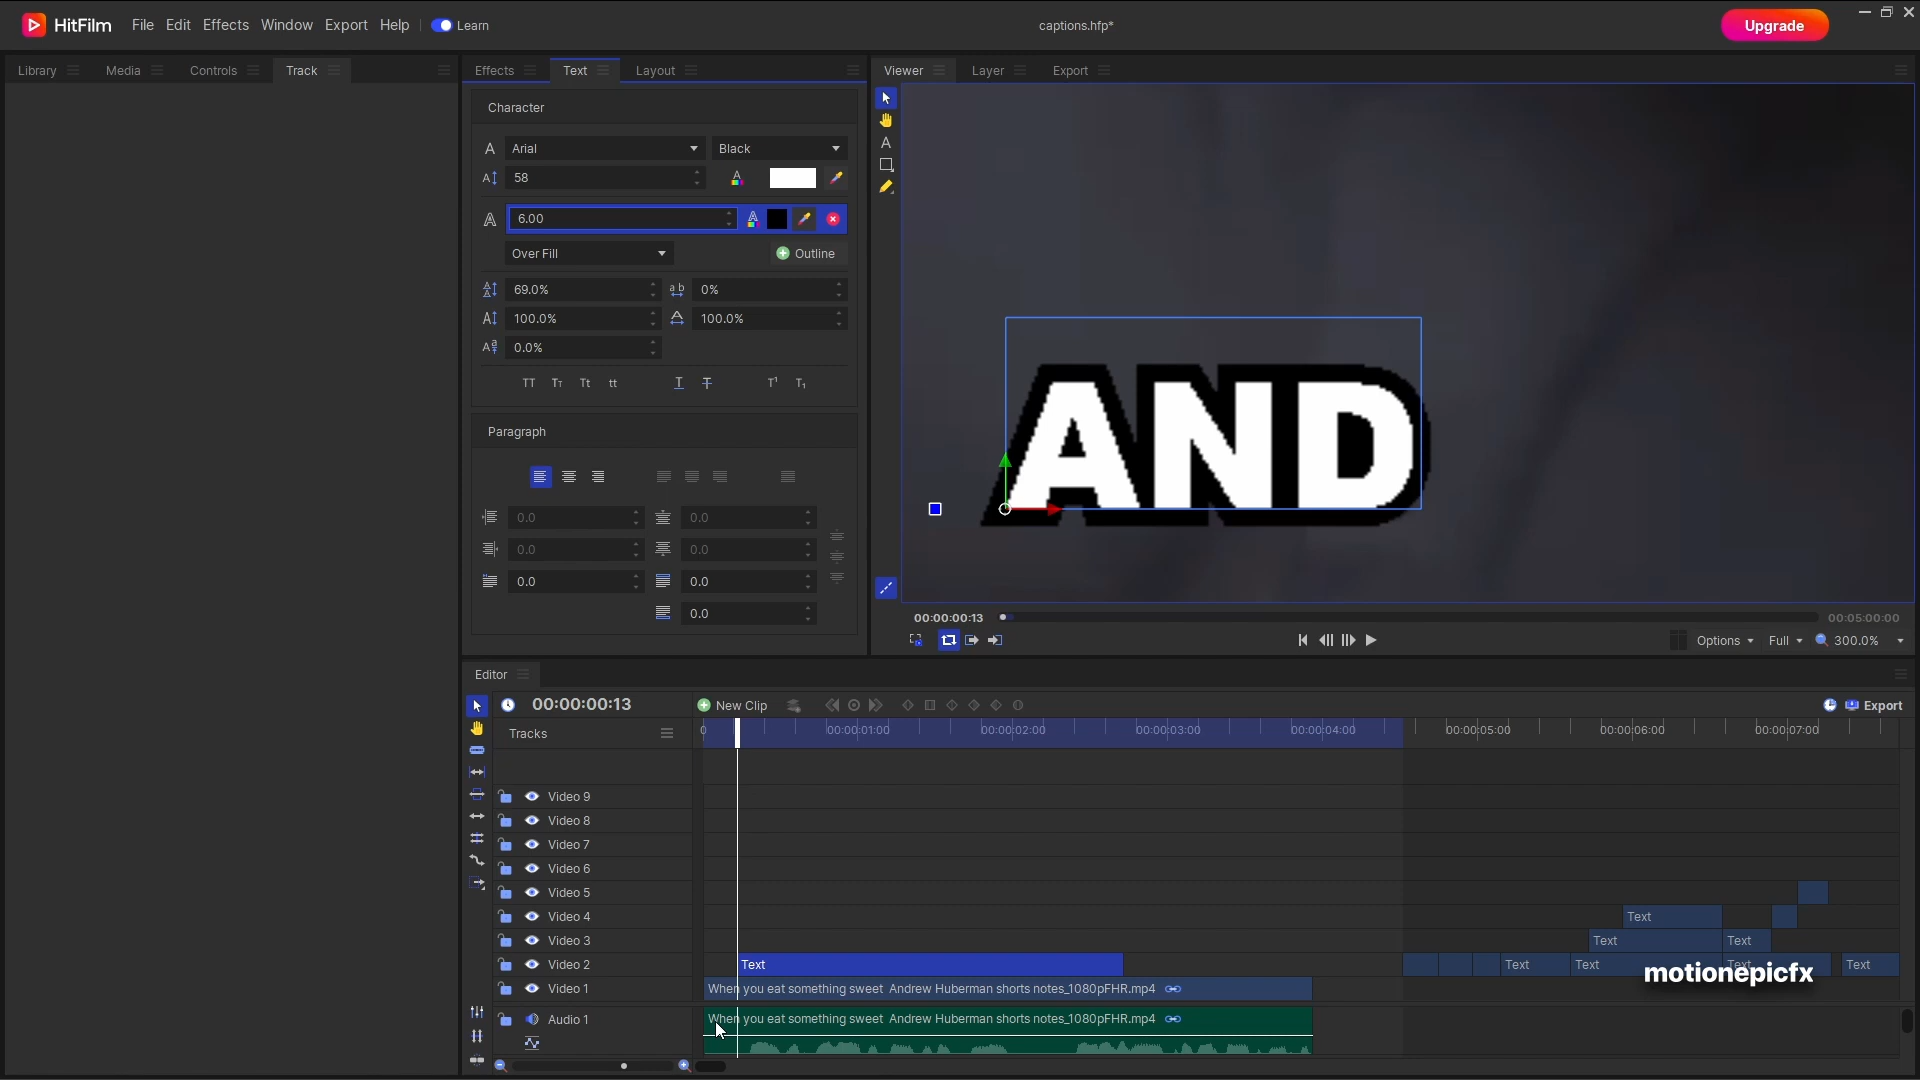 HitFilm File Edit Effects Window Export Help Learn captions.hfp* Upgrade
Library Media Controls Track Effects Text Layout Viewer Layer Export
Character
Arial Black
58
6.00
Over Fill Outline
69.0% 0%
100.0% 100.0%
0.0%
TT Tt Tt tt T T T¹ T₁
Paragraph
0.0 0.0
0.0 0.0
0.0 0.0
0.0
AND
00:00:00:13 00:05:00:00
Options Full 300.0%
Editor
00:00:00:13 New Clip Export
Tracks 0 00:00:01:00 00:00:02:00 00:00:03:00 00:00:04:00 00:00:05:00 00:00:06:00 00:00:07:00
Video 9
Video 8
Video 7
Video 6
Video 5
Video 4 Text
Video 3 Text Text
Video 2 Text Text Text Text Text
motionepicfx
Video 1 When you eat something sweet Andrew Huberman shorts notes_1080pFHR.mp4
Audio 1 When you eat something sweet Andrew Huberman shorts notes_1080pFHR.mp4